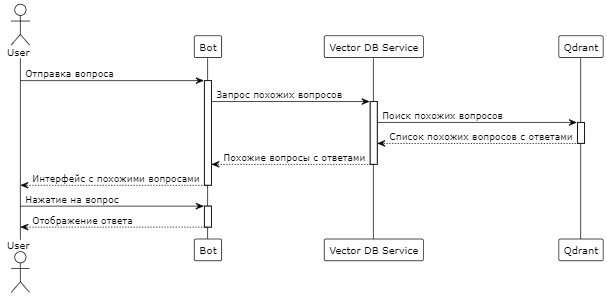 User
Bot
Vector DB Service
Qdrant
Отправка вопроса
Запрос похожих вопросов
Поиск похожих вопросов
Список похожих вопросов с ответами
Похожие вопросы с ответами
Интерфейс с похожими вопросами
Нажатие на вопрос
Отображение ответа
User
Bot
Vector DB Service
Qdrant